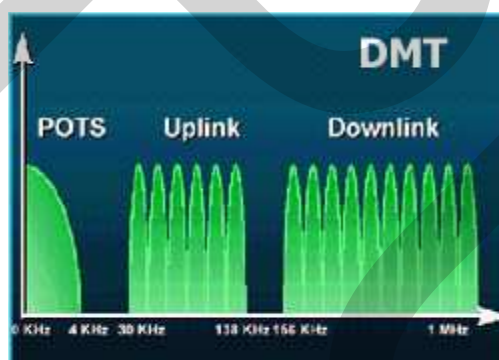 DMT
POTS Uplink Downlink
0 KHz 4 KHz 30 KHz 138 KHz 156 KHz 1 MHz